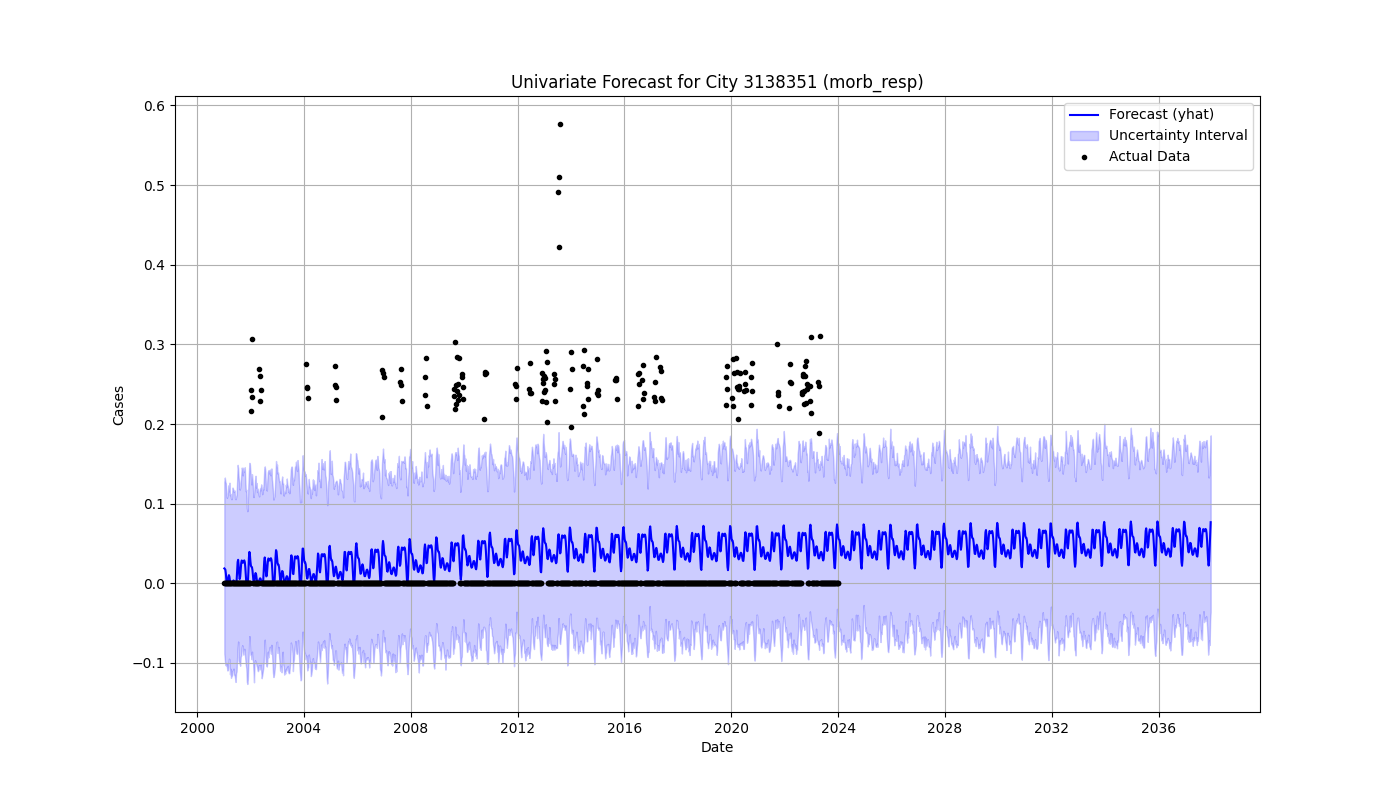 Univariate Forecast for City 3138351 (morb_resp)
Forecast (yhat)
Uncertainty Interval
Actual Data
0.6
0.5
0.4
0.3
0.2
0.1
0.0
−0.1
Cases
2000 2004 2008 2012 2016 2020 2024 2028 2032 2036
Date